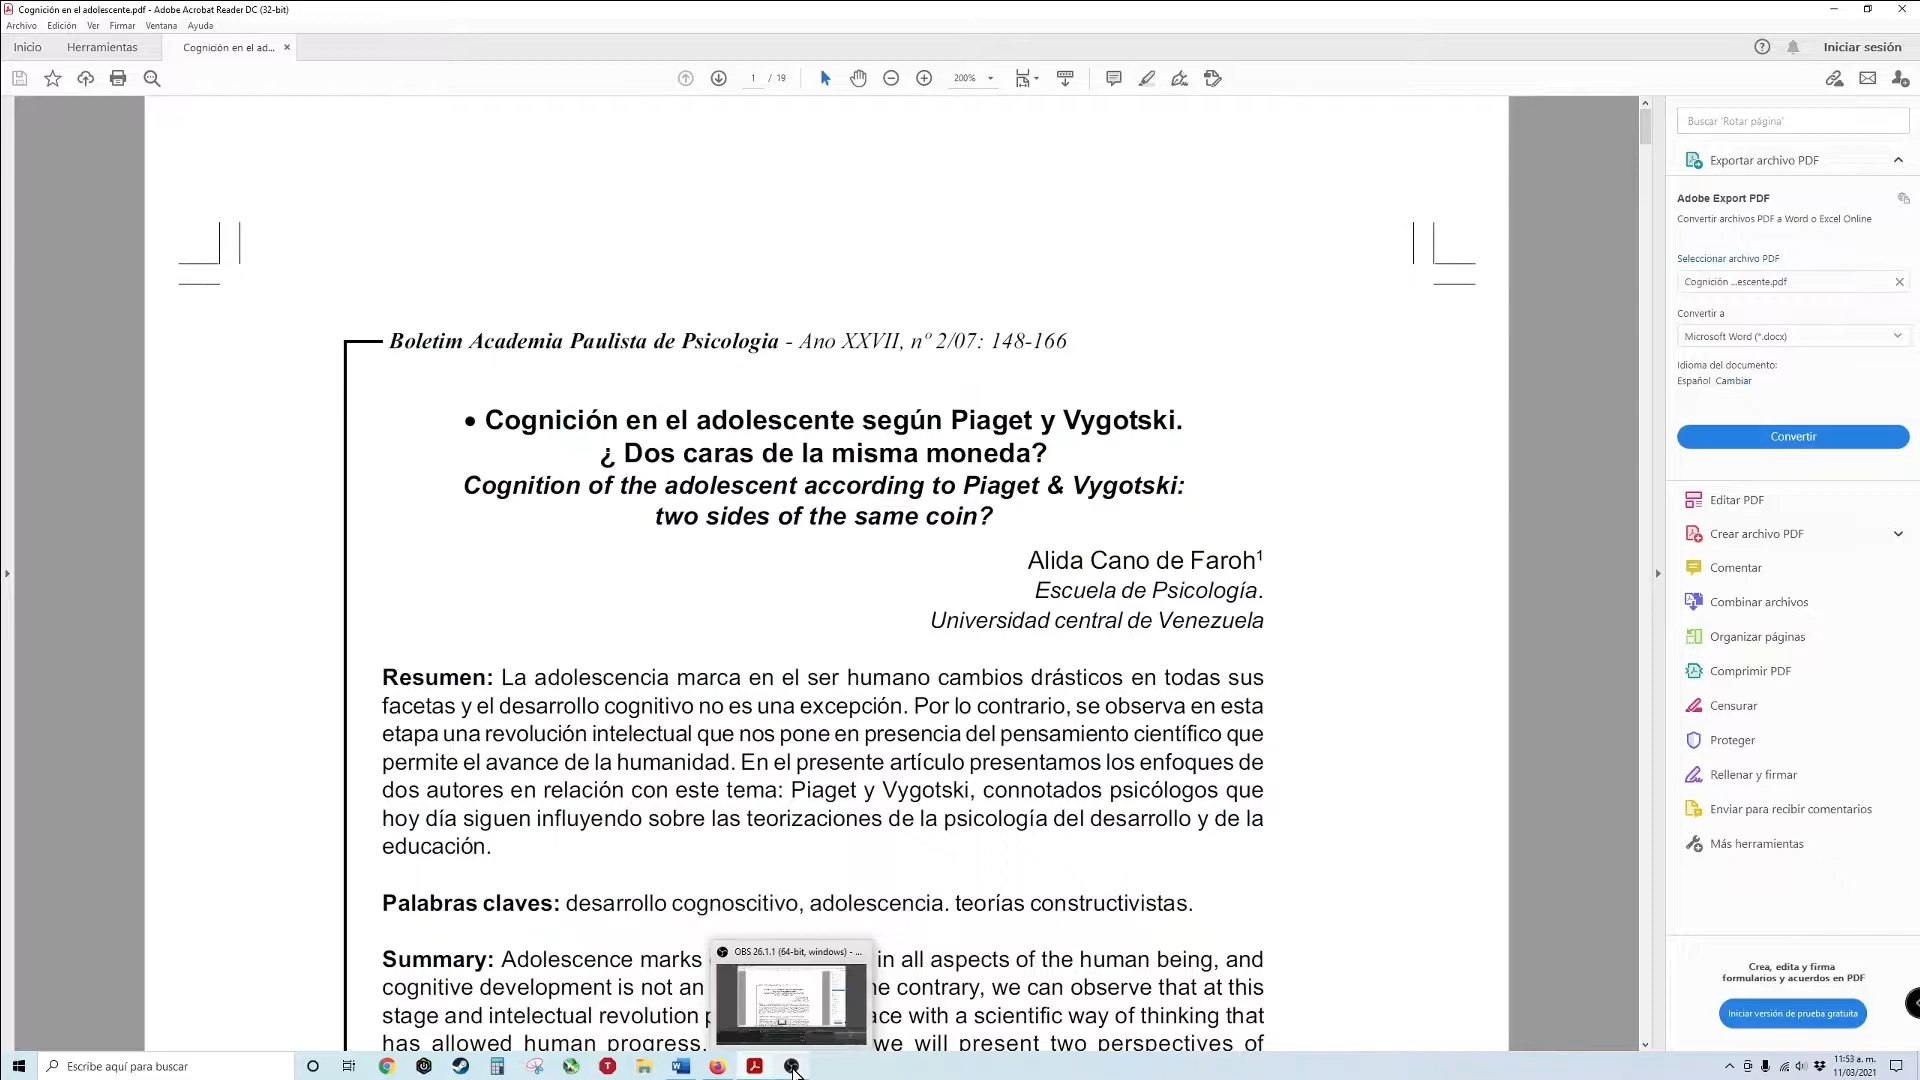 Cognición en el adolescente.pdf - Adobe Acrobat Reader DC (32-bit)
Archivo Edición Ver Firmar Ventana Ayuda
Inicio Herramientas Cognición en el ad... Iniciar sesión
1 / 19 200%
Buscar 'Rotar página'
Exportar archivo PDF
Adobe Export PDF
Convertir archivos PDF a Word o Excel Online
Seleccionar archivo PDF
Cognición ...escente.pdf
Convertir a
Microsoft Word (*.docx)
Idioma del documento:
Español Cambiar
Convertir
Editar PDF
Crear archivo PDF
Comentar
Combinar archivos
Organizar páginas
Comprimir PDF
Censurar
Proteger
Rellenar y firmar
Enviar para recibir comentarios
Más herramientas
Crea, edita y firma
formularios y acuerdos en PDF
Iniciar versión de prueba gratuita
Boletim Academia Paulista de Psicologia - Ano XXVII, nº 2/07: 148-166
• Cognición en el adolescente según Piaget y Vygotski.
¿ Dos caras de la misma moneda?
Cognition of the adolescent according to Piaget & Vygotski:
two sides of the same coin?
Alida Cano de Faroh¹
Escuela de Psicología.
Universidad central de Venezuela
Resumen: La adolescencia marca en el ser humano cambios drásticos en todas sus
facetas y el desarrollo cognitivo no es una excepción. Por lo contrario, se observa en esta
etapa una revolución intelectual que nos pone en presencia del pensamiento científico que
permite el avance de la humanidad. En el presente artículo presentamos los enfoques de
dos autores en relación con este tema: Piaget y Vygotski, connotados psicólogos que
hoy día siguen influyendo sobre las teorizaciones de la psicología del desarrollo y de la
educación.
Palabras claves: desarrollo cognoscitivo, adolescencia. teorías constructivistas.
Summary: Adolescence marks in all aspects of the human being, and
cognitive development is not an ne contrary, we can observe that at this
stage and intelectual revolution ace with a scientific way of thinking that
has allowed human progress. we will present two perspectives of
OBS 26.1.1 (64-bit, windows) - ...
Escribe aquí para buscar
11:53 a. m.
11/03/2021